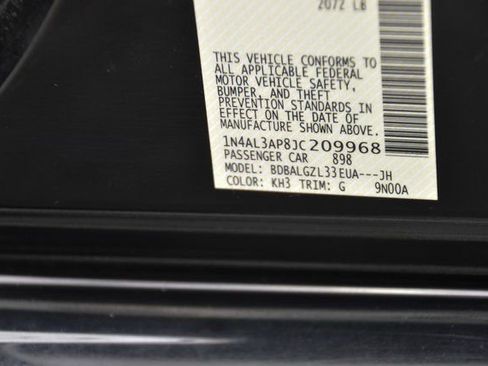 2072 LB
THIS VEHICLE CONFORMS TO
ALL APPLICABLE FEDERAL
MOTOR VEHICLE SAFETY,
BUMPER, AND THEFT
PREVENTION STANDARDS IN
EFFECT ON THE DATE OF
MANUFACTURE SHOWN ABOVE.
1N4AL3AP8JC209968
PASSENGER CAR 898
MODEL: BDBALGZL33EUA---JH
COLOR: KH3 TRIM: G 9N00A